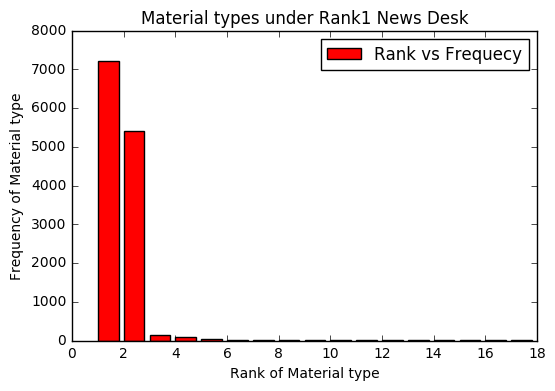 Material types under Rank1 News Desk
Rank vs Frequecy
8000
7000
6000
5000
4000
3000
2000
1000
0
Frequency of Material type
0 2 4 6 8 10 12 14 16 18
Rank of Material type